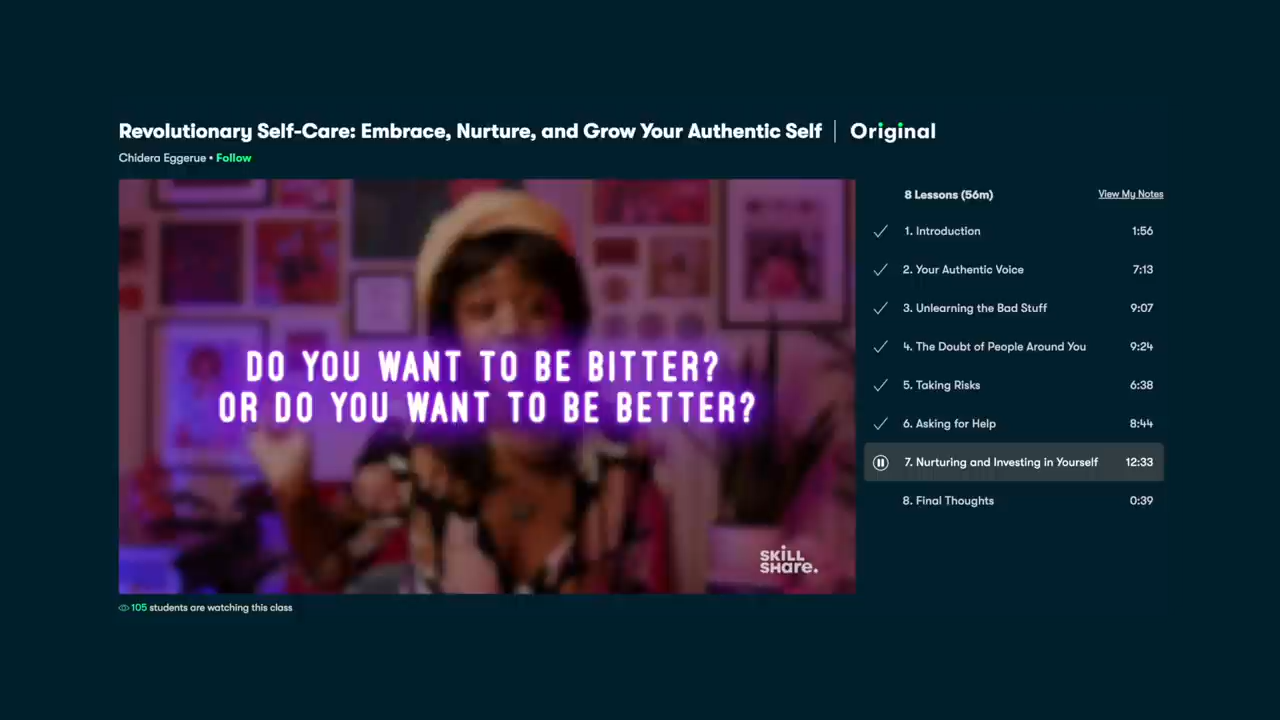 Revolutionary Self-Care: Embrace, Nurture, and Grow Your Authentic Self | Original
Chidera Eggerue • Follow
DO YOU WANT TO BE BITTER?
OR DO YOU WANT TO BE BETTER?
SKILL
SHARE.
105 students are watching this class
8 Lessons (56m) View My Notes
1. Introduction 1:56
2. Your Authentic Voice 7:13
3. Unlearning the Bad Stuff 9:07
4. The Doubt of People Around You 9:24
5. Taking Risks 6:38
6. Asking for Help 8:44
7. Nurturing and Investing in Yourself 12:33
8. Final Thoughts 0:39